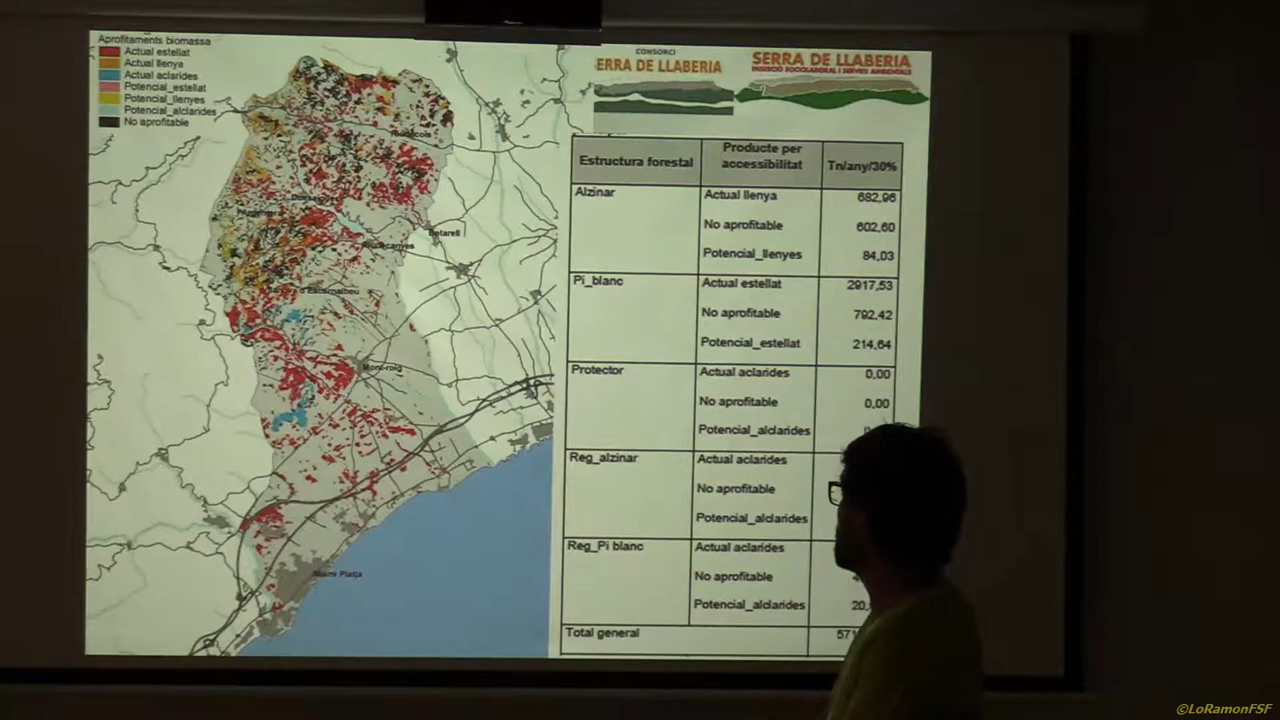 Aprofitaments biomassa
Actual estellat
Actual llenya
Actual aclarides
Potencial_estellat
Potencial_llenyes
Potencial_alclarides
No aprofitable
Botarell
Mont-roig
Miami Platja
CONSORCI
ERRA DE LLABERIA
SERRA DE LLABERIA
Estructura forestal
Producte per accessibilitat
Tn/any/30%
Alzinar
Actual llenya
682,96
No aprofitable
602,60
Potencial_llenyes
84,03
Pi_blanc
Actual estellat
2917,53
No aprofitable
792,42
Potencial_estellat
214,64
Protector
Actual aclarides
0,00
No aprofitable
0,00
Potencial_alclarides
Reg_alzinar
Actual aclarides
No aprofitable
Potencial_alclarides
Reg_Pi blanc
Actual aclarides
No aprofitable
Potencial_alclarides
20,
Total general
571
©LoRamonFSF